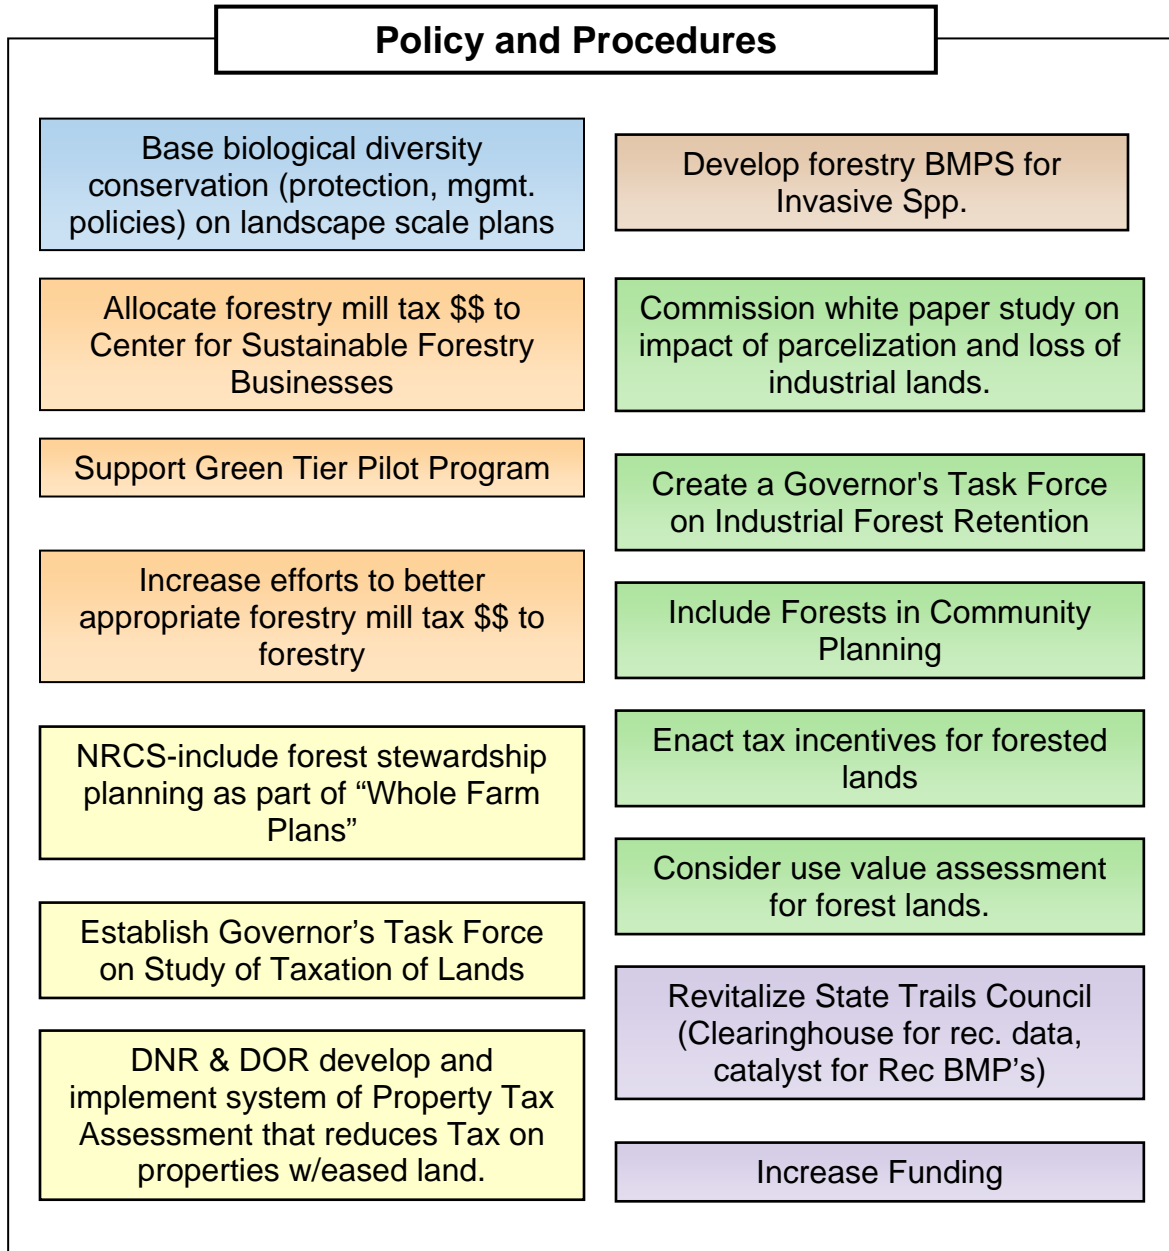 Policy and Procedures
Base biological diversity
conservation (protection, mgmt.
policies) on landscape scale plans
Allocate forestry mill tax $$ to
Center for Sustainable Forestry
Businesses
Support Green Tier Pilot Program
Increase efforts to better
appropriate forestry mill tax $$ to
forestry
NRCS-include forest stewardship
planning as part of “Whole Farm
Plans”
Establish Governor’s Task Force
on Study of Taxation of Lands
DNR & DOR develop and
implement system of Property Tax
Assessment that reduces Tax on
properties w/eased land.
Develop forestry BMPS for
Invasive Spp.
Commission white paper study on
impact of parcelization and loss of
industrial lands.
Create a Governor's Task Force
on Industrial Forest Retention
Include Forests in Community
Planning
Enact tax incentives for forested
lands
Consider use value assessment
for forest lands.
Revitalize State Trails Council
(Clearinghouse for rec. data,
catalyst for Rec BMP’s)
Increase Funding